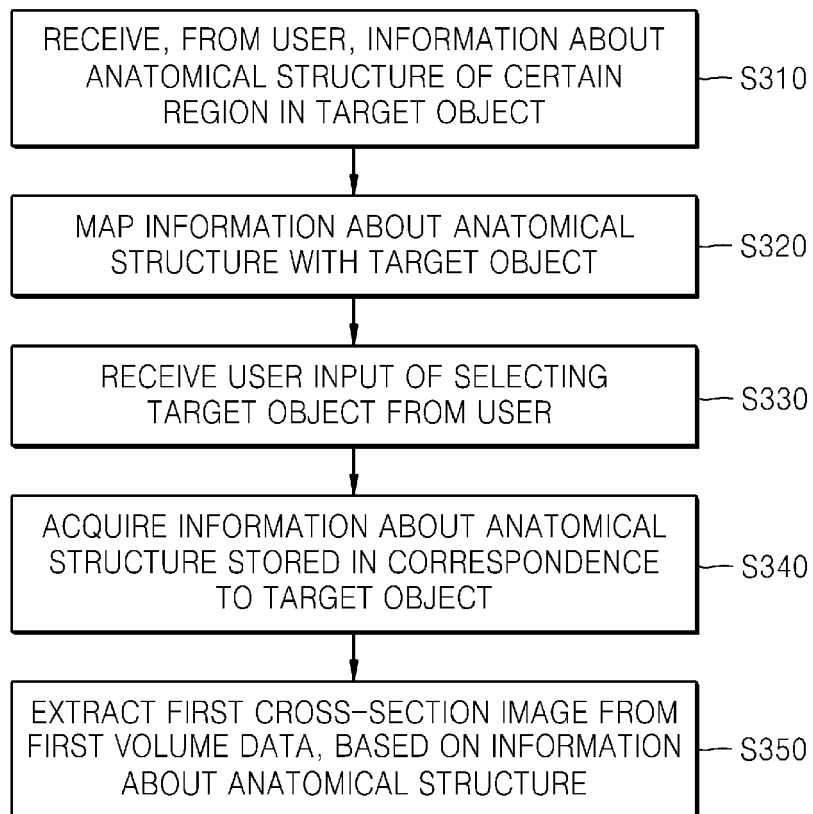 RECEIVE, FROM USER, INFORMATION ABOUT
ANATOMICAL STRUCTURE OF CERTAIN
REGION IN TARGET OBJECT
S310
MAP INFORMATION ABOUT ANATOMICAL
STRUCTURE WITH TARGET OBJECT
S320
RECEIVE USER INPUT OF SELECTING
TARGET OBJECT FROM USER
S330
ACQUIRE INFORMATION ABOUT ANATOMICAL
STRUCTURE STORED IN CORRESPONDENCE
TO TARGET OBJECT
S340
EXTRACT FIRST CROSS-SECTION IMAGE FROM
FIRST VOLUME DATA, BASED ON INFORMATION
ABOUT ANATOMICAL STRUCTURE
S350